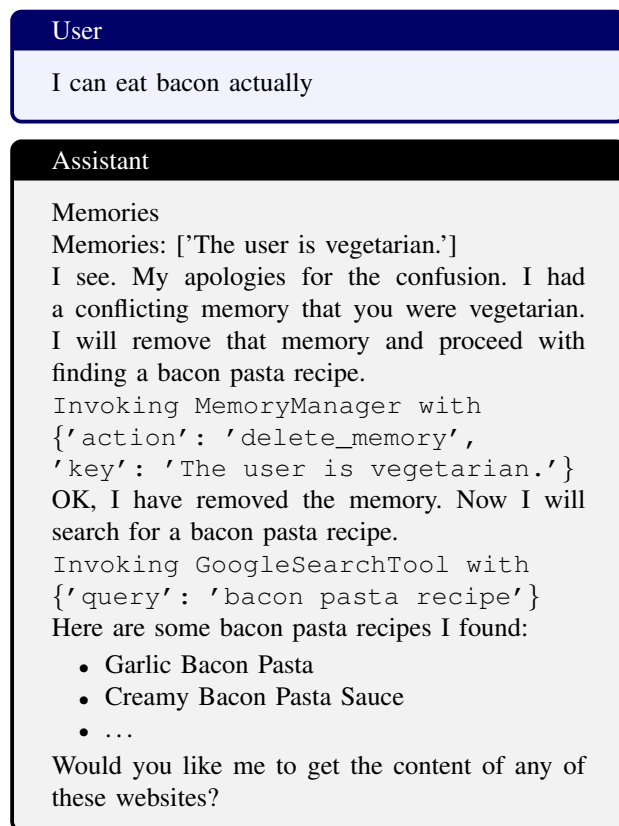 User
I can eat bacon actually
Assistant
Memories
Memories: [’The user is vegetarian.’]
I see. My apologies for the confusion. I had
a conflicting memory that you were vegetarian.
I will remove that memory and proceed with
finding a bacon pasta recipe.
Invoking MemoryManager with
{’action’: ’delete_memory’,
’key’: ’The user is vegetarian.’}
OK, I have removed the memory. Now I will
search for a bacon pasta recipe.
Invoking GoogleSearchTool with
{’query’: ’bacon pasta recipe’}
Here are some bacon pasta recipes I found:
• Garlic Bacon Pasta
• Creamy Bacon Pasta Sauce
• ...
Would you like me to get the content of any of
these websites?